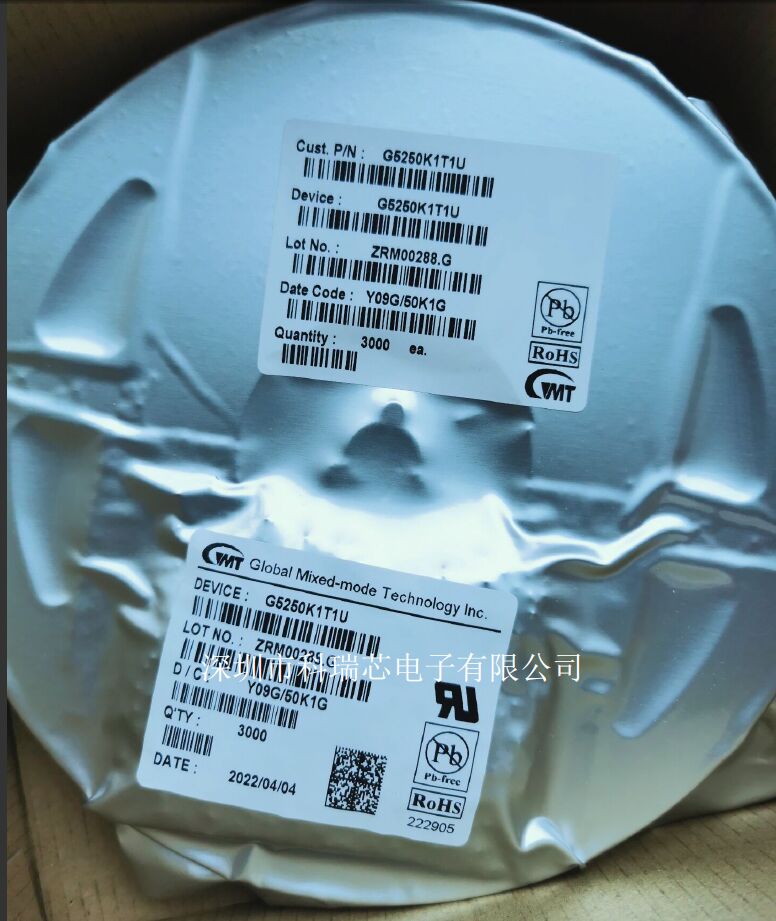 Cust. P/N : G5250K1T1U
Device : G5250K1T1U
Lot No. : ZRM00288.G
Date Code : Y09G/50K1G
Quantity : 3000 ea.
Pb
Pb-free
RoHS
GMT
GMT Global Mixed-mode Technology Inc.
DEVICE : G5250K1T1U
LOT NO. : ZRM00288.G
深圳市科瑞芯电子有限公司
D / C : Y09G/50K1G
Q'TY : 3000
DATE : 2022/04/04
Pb
Pb-free
RoHS
222905